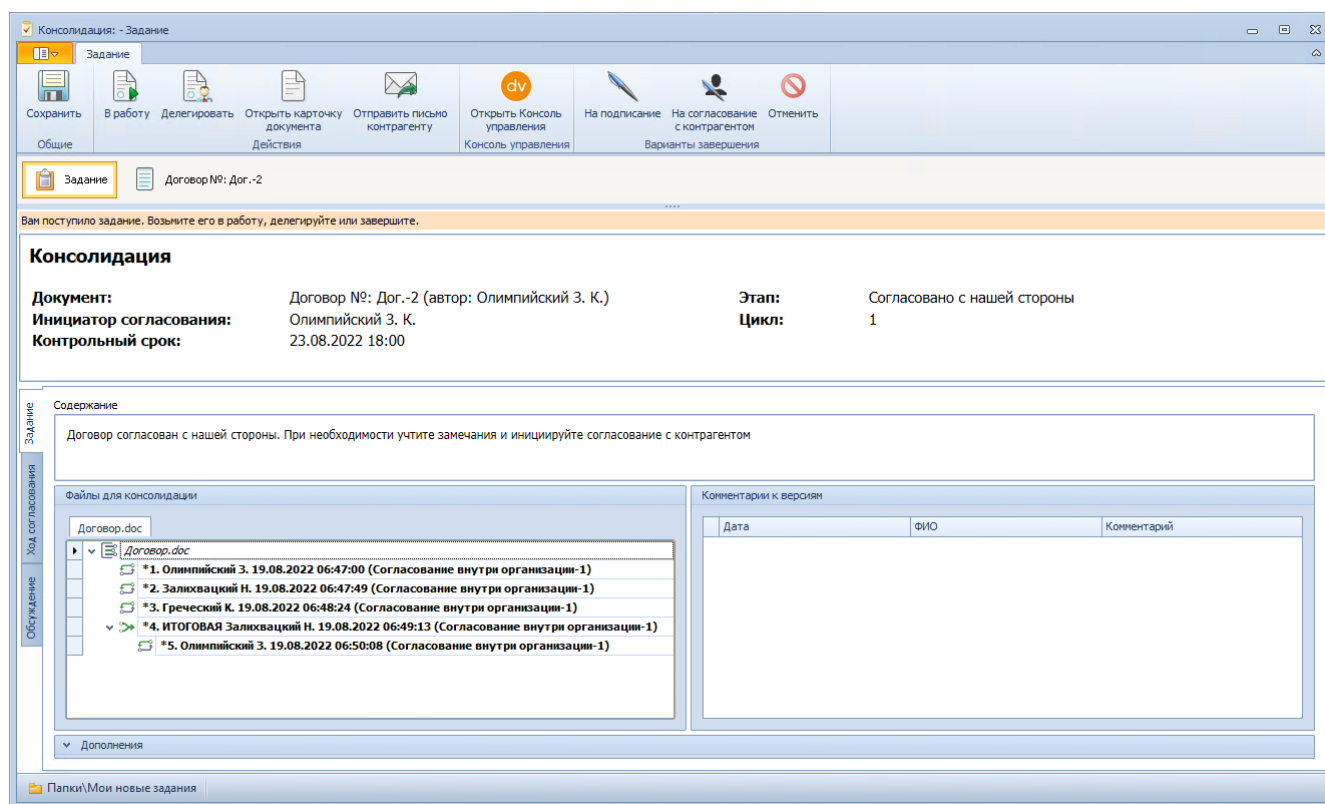 Консолидация: - Задание
Задание
Сохранить
В работу
Делегировать
Открыть карточку документа
Отправить письмо контрагенту
Открыть Консоль управления
На подписание
На согласование с контрагентом
Отменить
Общие
Действия
Консоль управления
Варианты завершения
dv
Задание
Договор №: Дог.-2
Вам поступило задание. Возьмите его в работу, делегируйте или завершите.
Консолидация
Документ: Договор №: Дог.-2 (автор: Олимпийский З. К.) Этап: Согласовано с нашей стороны
Инициатор согласования: Олимпийский З. К. Цикл: 1
Контрольный срок: 23.08.2022 18:00
Задание
Ход согласования
Обсуждение
Содержание
Договор согласован с нашей стороны. При необходимости учтите замечания и инициируйте согласование с контрагентом
Файлы для консолидации
Договор.doc
Договор.doc
*1. Олимпийский З. 19.08.2022 06:47:00 (Согласование внутри организации-1)
*2. Залихвацкий Н. 19.08.2022 06:47:49 (Согласование внутри организации-1)
*3. Греческий К. 19.08.2022 06:48:24 (Согласование внутри организации-1)
*4. ИТОГОВАЯ Залихвацкий Н. 19.08.2022 06:49:13 (Согласование внутри организации-1)
*5. Олимпийский З. 19.08.2022 06:50:08 (Согласование внутри организации-1)
Комментарии к версиям
Дата ФИО Комментарий
Дополнения
Папки\Мои новые задания